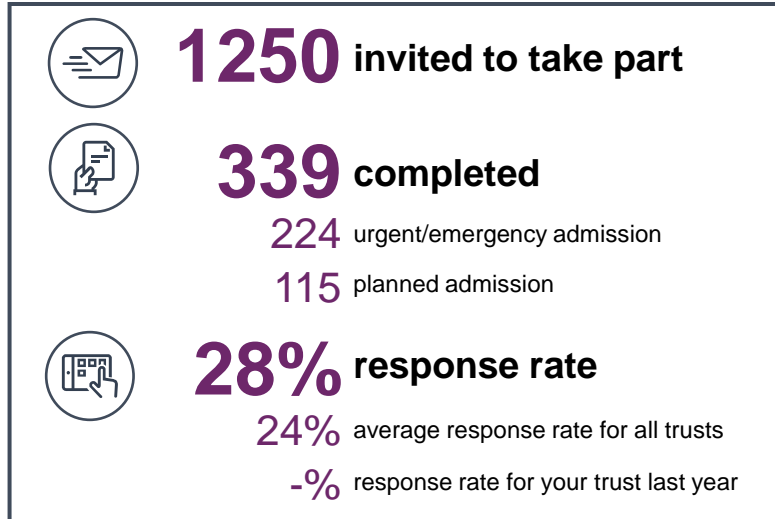 1250 invited to take part
339 completed
224 urgent/emergency admission
115 planned admission
28% response rate
24% average response rate for all trusts
-% response rate for your trust last year